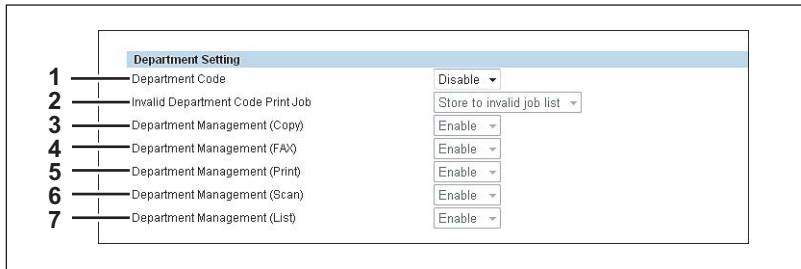 Department Setting
1 Department Code Disable
2 Invalid Department Code Print Job Store to invalid job list
3 Department Management (Copy) Enable
4 Department Management (FAX) Enable
5 Department Management (Print) Enable
6 Department Management (Scan) Enable
7 Department Management (List) Enable